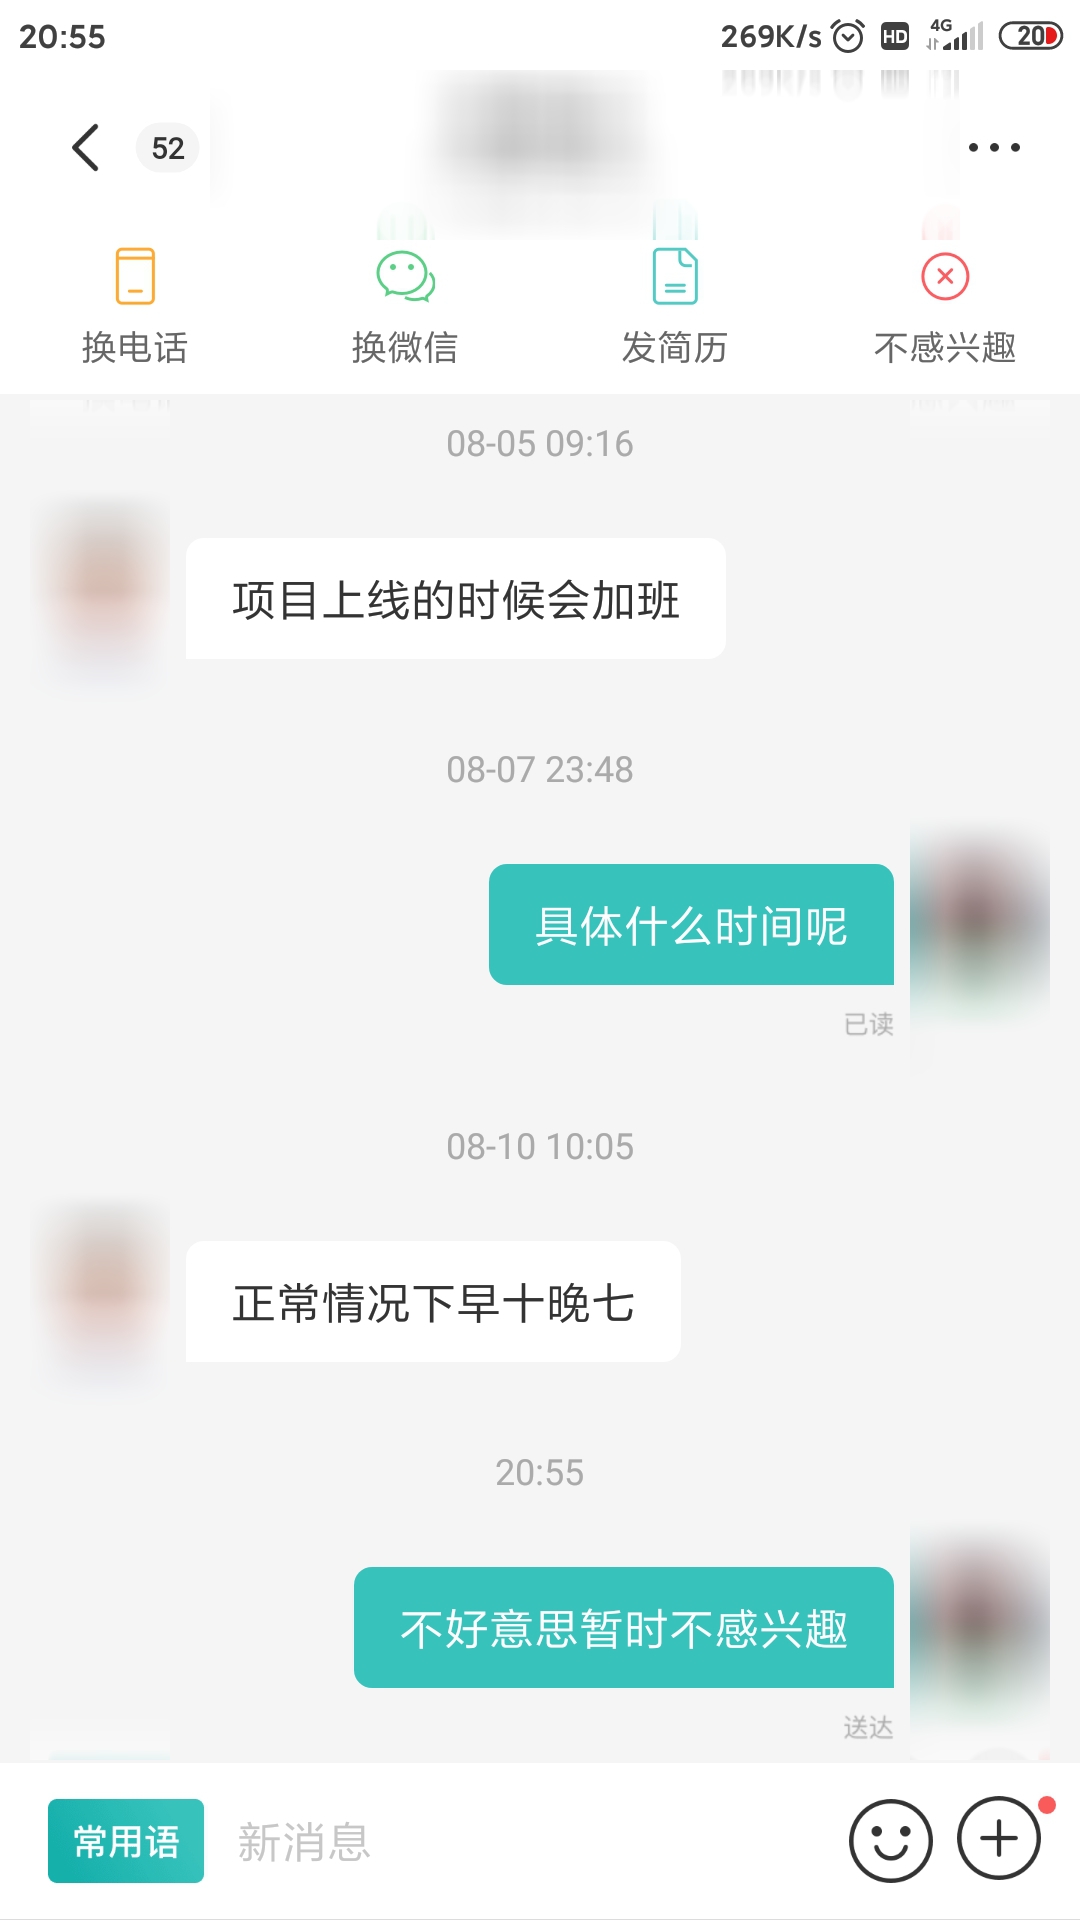 20:55 269K/s HD 4G 20
52
换电话 换微信 发简历 不感兴趣
08-05 09:16
项目上线的时候会加班
08-07 23:48
具体什么时间呢
已读
08-10 10:05
正常情况下早十晚七
20:55
不好意思暂时不感兴趣
送达
常用语 新消息